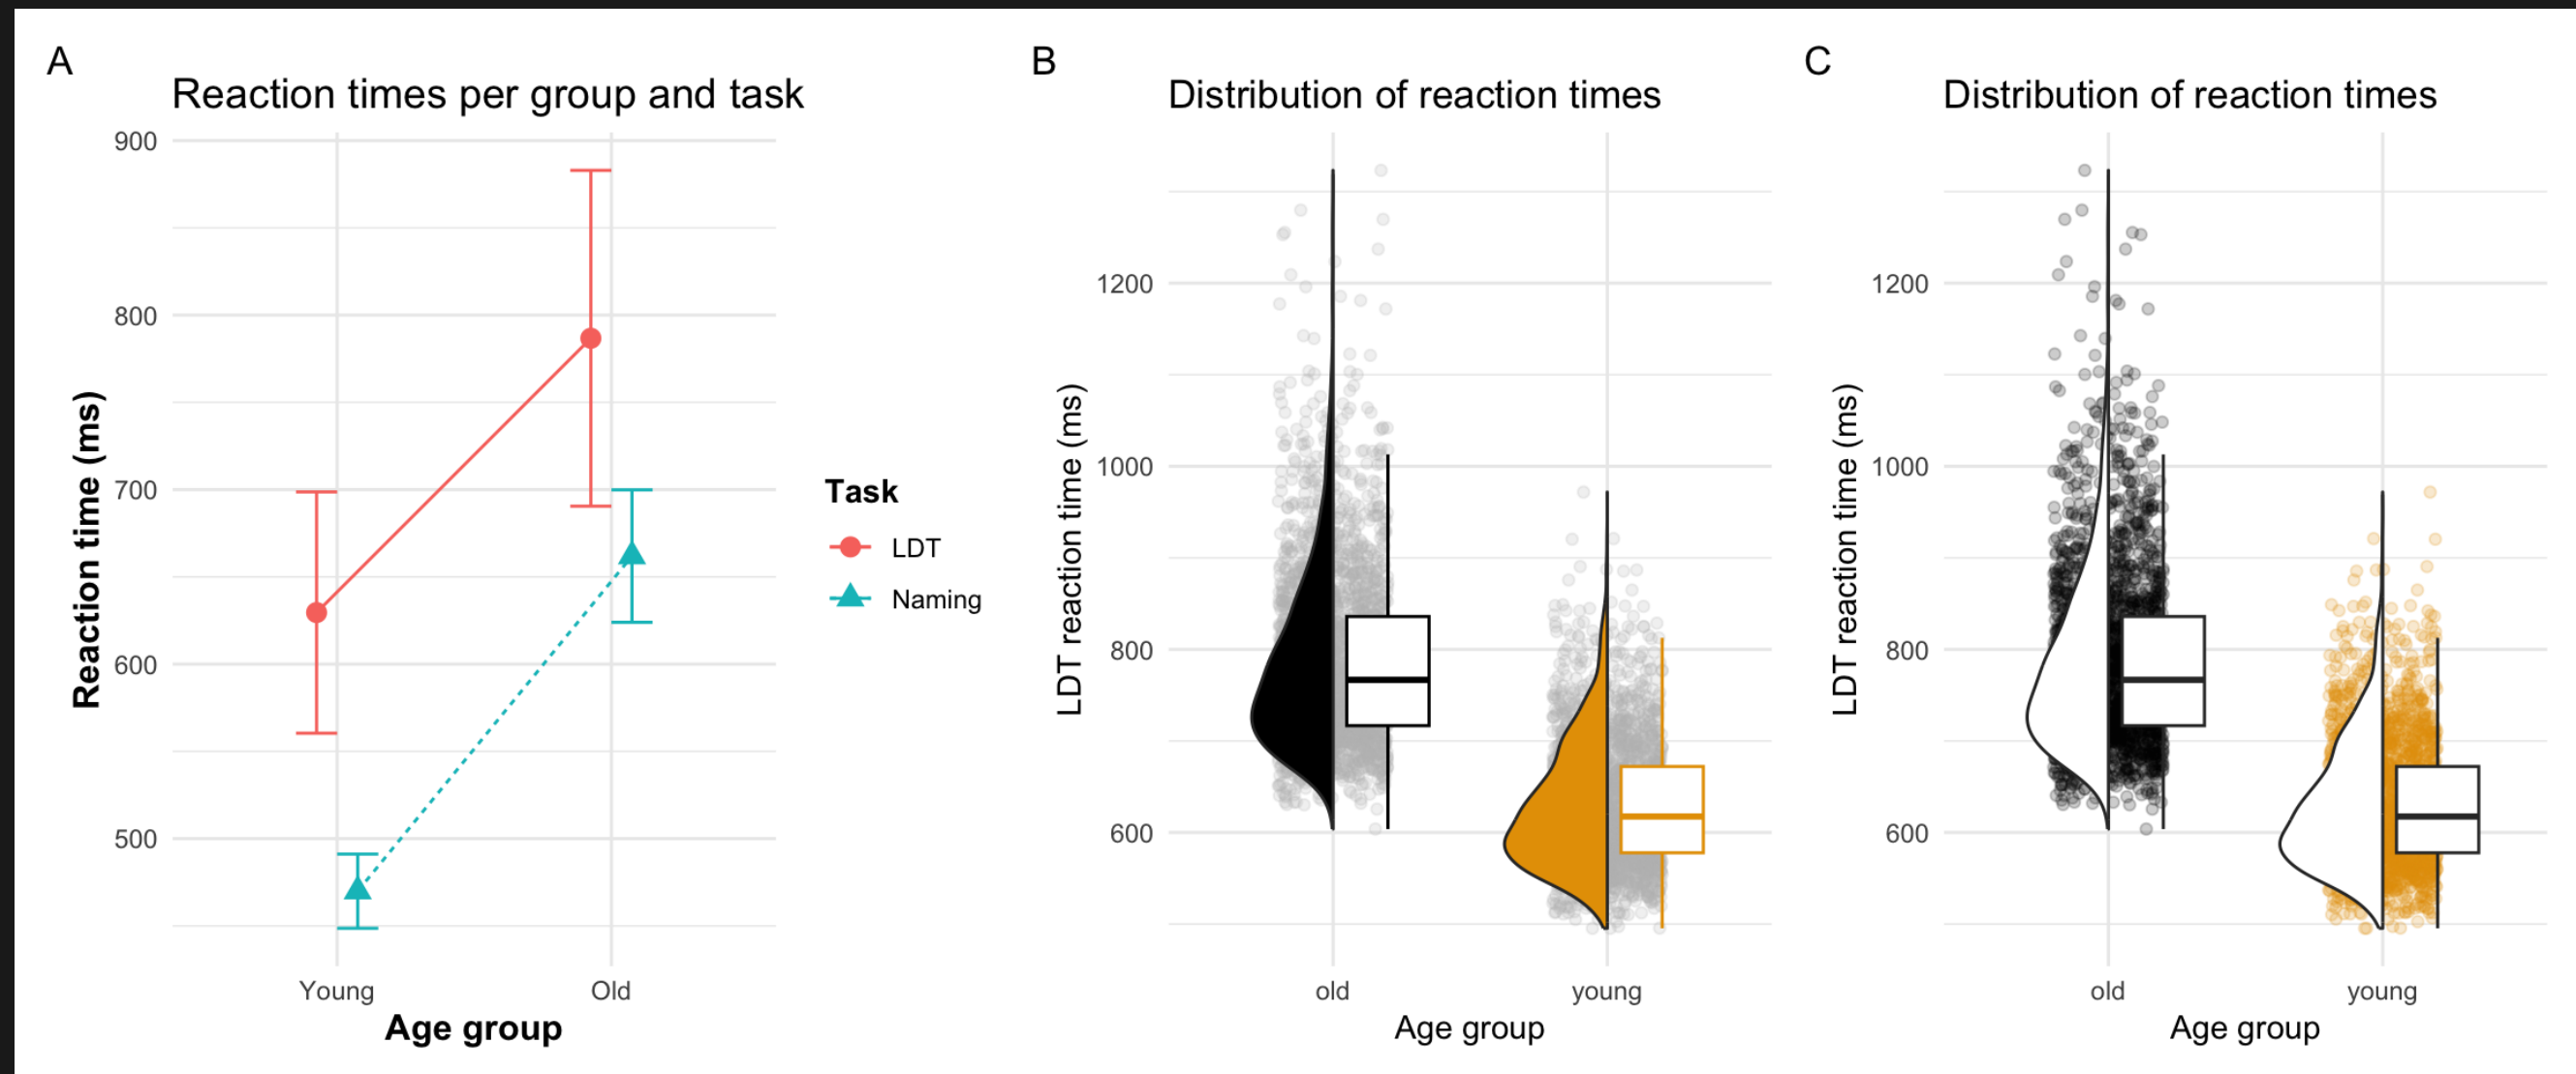 A
Reaction times per group and task
900
800
700
600
500
Reaction time (ms)
Young
Old
Age group
Task
LDT
Naming
B
Distribution of reaction times
1200
1000
800
600
LDT reaction time (ms)
old
young
Age group
C
Distribution of reaction times
1200
1000
800
600
LDT reaction time (ms)
old
young
Age group